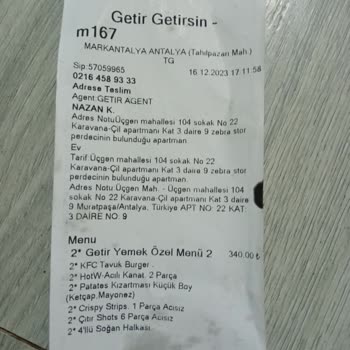 Getir Getirsin -
m167
MARKANTALYA ANTALYA (Tahılpazarı Mah.)
TG
Sip:57059965 16.12.2023 17:11:58
0216 458 93 33
Adrese Teslim
Agent:GETIR AGENT
NAZAN K.
Adres NotuÜçgen mahallesi 104 sokak No:22
Karavana-Çil apartmanı Kat 3 daire 9 zebra stor
perdecinin bulunduğu apartman
Ev
Tarif Üçgen mahallesi 104 sokak No:22
Karavana-Çil apartmanı Kat 3 daire 9 zebra stor
perdecinin bulunduğu apartman.
Adres Notu Üçgen Mah. - Üçgen mahallesi 104
sokak No 22 Karavana-Çil apartmanı Kat 3 daire
9 Muratpaşa/Antalya, Türkiye APT NO: 22 KAT:
3 DAİRE NO: 9
Menu
2* Getir Yemek Özel Menü 2 340.00 ₺
2* KFC Tavuk Burger
2* HotW-Acılı Kanat. 2 Parça
2* Patates Kızartması Küçük Boy
(Ketçap,Mayonez)
2* Crispy Strips. 1 Parça Acısız
2* Çıtır Shots 6 Parça Acısız
2* 4'lü Soğan Halkası